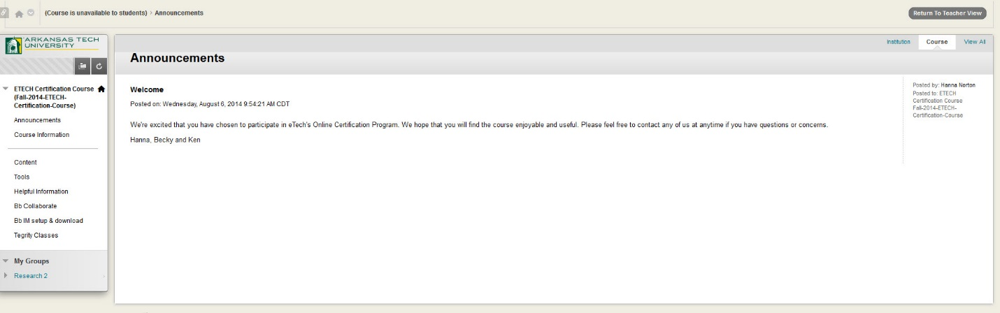 (Course is unavailable to students) > Announcements
Return To Teacher View
ARKANSAS TECH
UNIVERSITY
ETECH Certification Course
(Fall-2014-ETECH-
Certification-Course)
Announcements
Course Information
Content
Tools
Helpful Information
Bb Collaborate
Bb IM setup & download
Tegrity Classes
My Groups
Research 2
Institution
Course
View All
Announcements
Welcome
Posted on: Wednesday, August 6, 2014 9:54:21 AM CDT
We're excited that you have chosen to participate in eTech's Online Certification Program. We hope that you will find the course enjoyable and useful. Please feel free to contact any of us at anytime if you have questions or concerns.
Hanna, Becky and Ken
Posted by: Hanna Norton
Posted to: ETECH
Certification Course
Fall-2014-ETECH-
Certification-Course